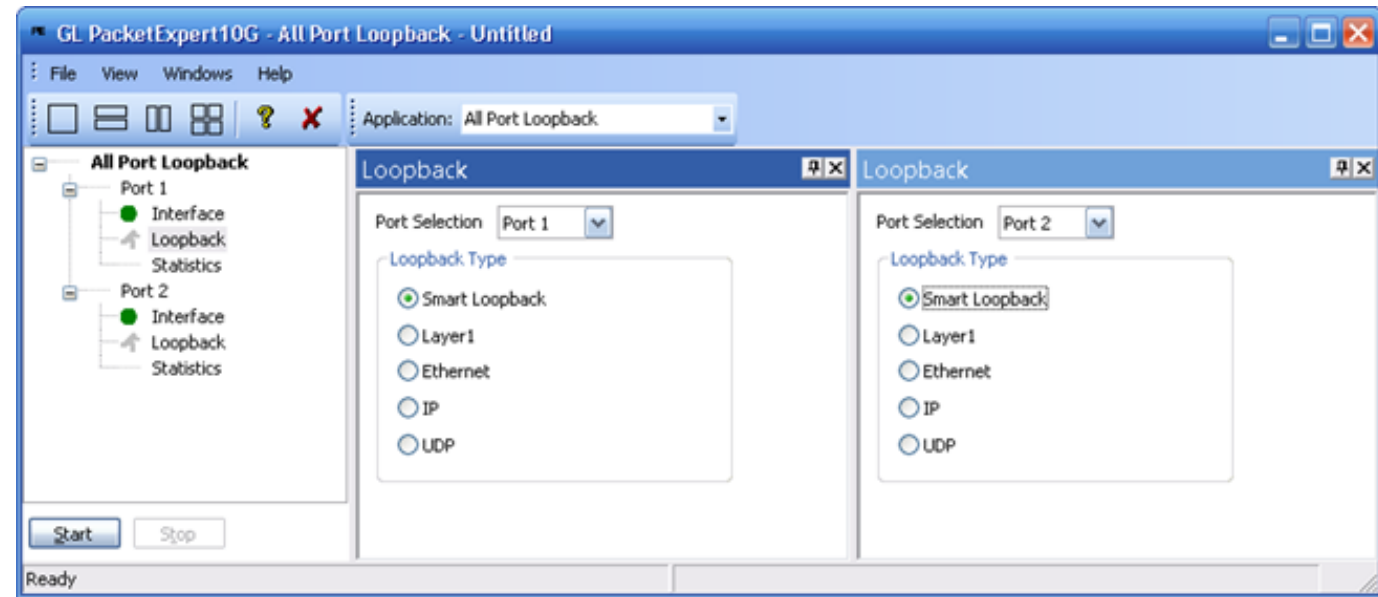 GL PacketExpert10G - All Port Loopback - Untitled
File View Windows Help
Application: All Port Loopback
All Port Loopback
Port 1
Interface
Loopback
Statistics
Port 2
Interface
Loopback
Statistics
Start Stop
Loopback
Port Selection Port 1
Loopback Type
Smart Loopback
Layer1
Ethernet
IP
UDP
Loopback
Port Selection Port 2
Loopback Type
Smart Loopback
Layer1
Ethernet
IP
UDP
Ready